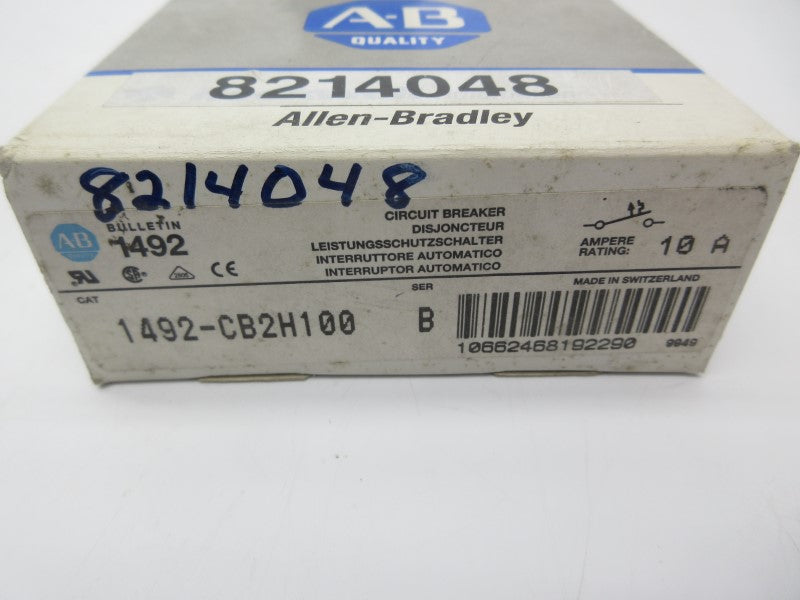 A-B
QUALITY
8214048
Allen-Bradley
8214048
AB
BULLETIN
1492
CIRCUIT BREAKER
DISJONCTEUR
LEISTUNGSSCHUTZSCHALTER
INTERRUTTORE AUTOMATICO
INTERRUPTOR AUTOMATICO
AMPERE
RATING: 10 A
CE
MADE IN SWITZERLAND
CAT
SER
1492-CB2H100 B
10662468192290 9949